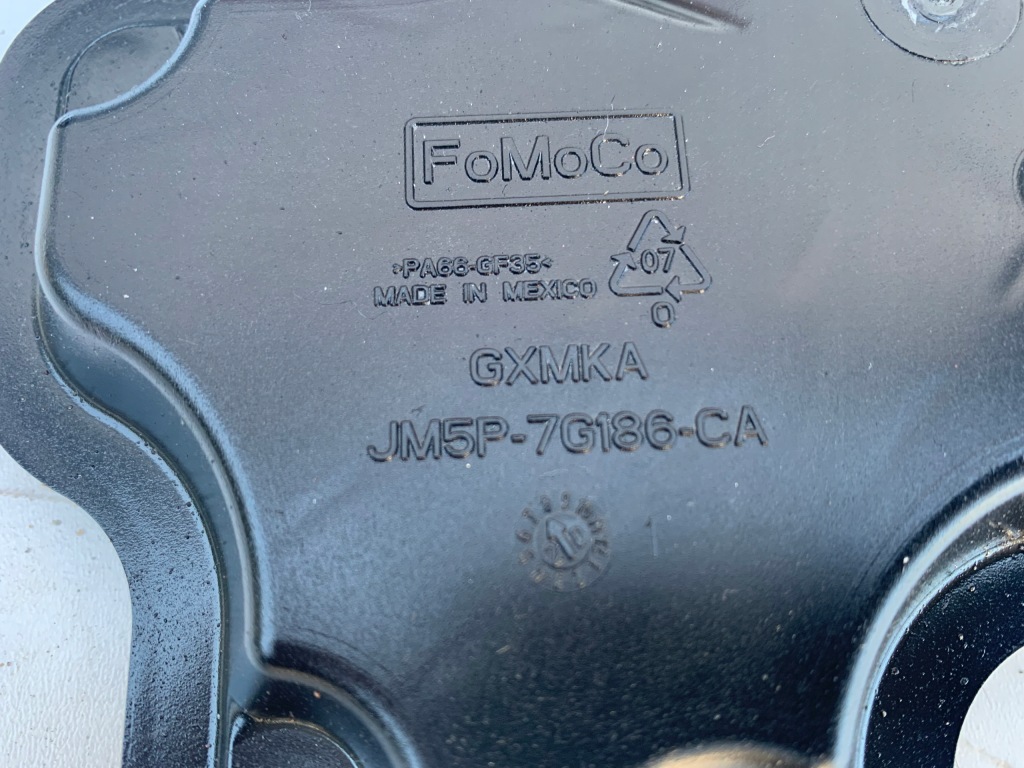 FoMoCo
>PA66-GF35<
MADE IN MEXICO
07
O
GXMKA
JM5P-7G186-CA